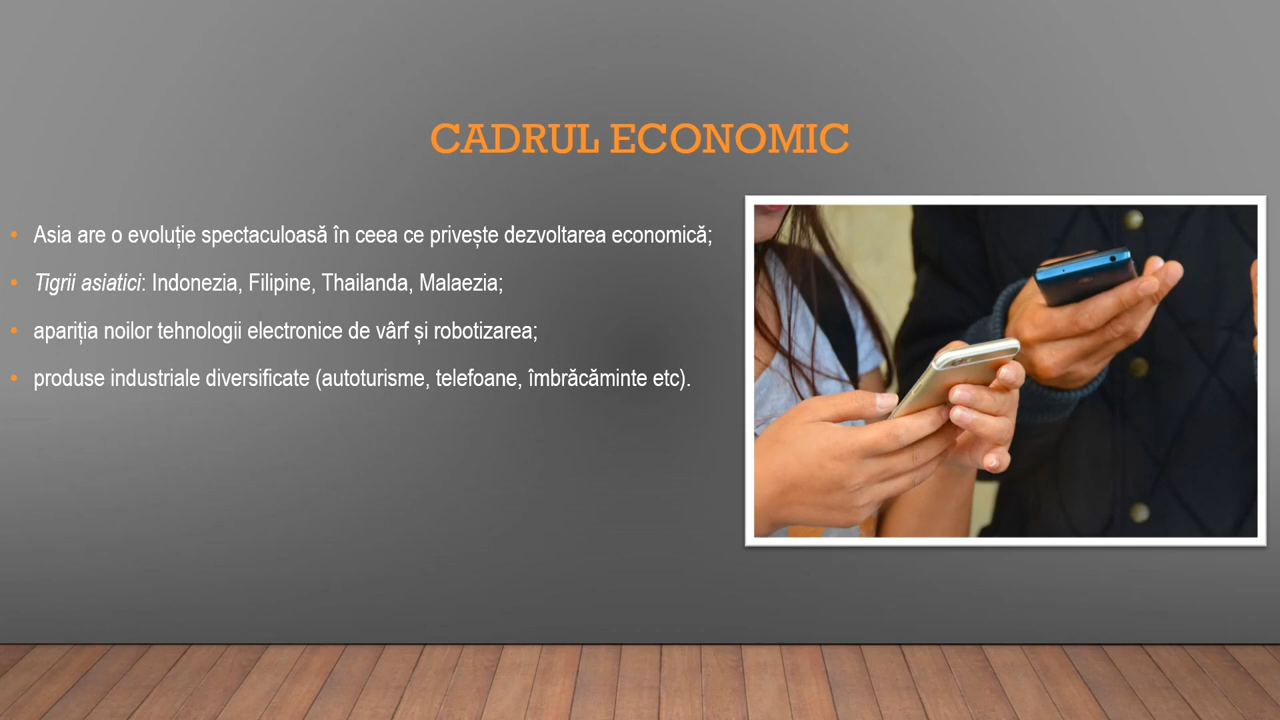 CADRUL ECONOMIC
• Asia are o evoluție spectaculoasă în ceea ce privește dezvoltarea economică;
• Tigrii asiatici: Indonezia, Filipine, Thailanda, Malaezia;
• apariția noilor tehnologii electronice de vârf și robotizarea;
• produse industriale diversificate (autoturisme, telefoane, îmbrăcăminte etc).